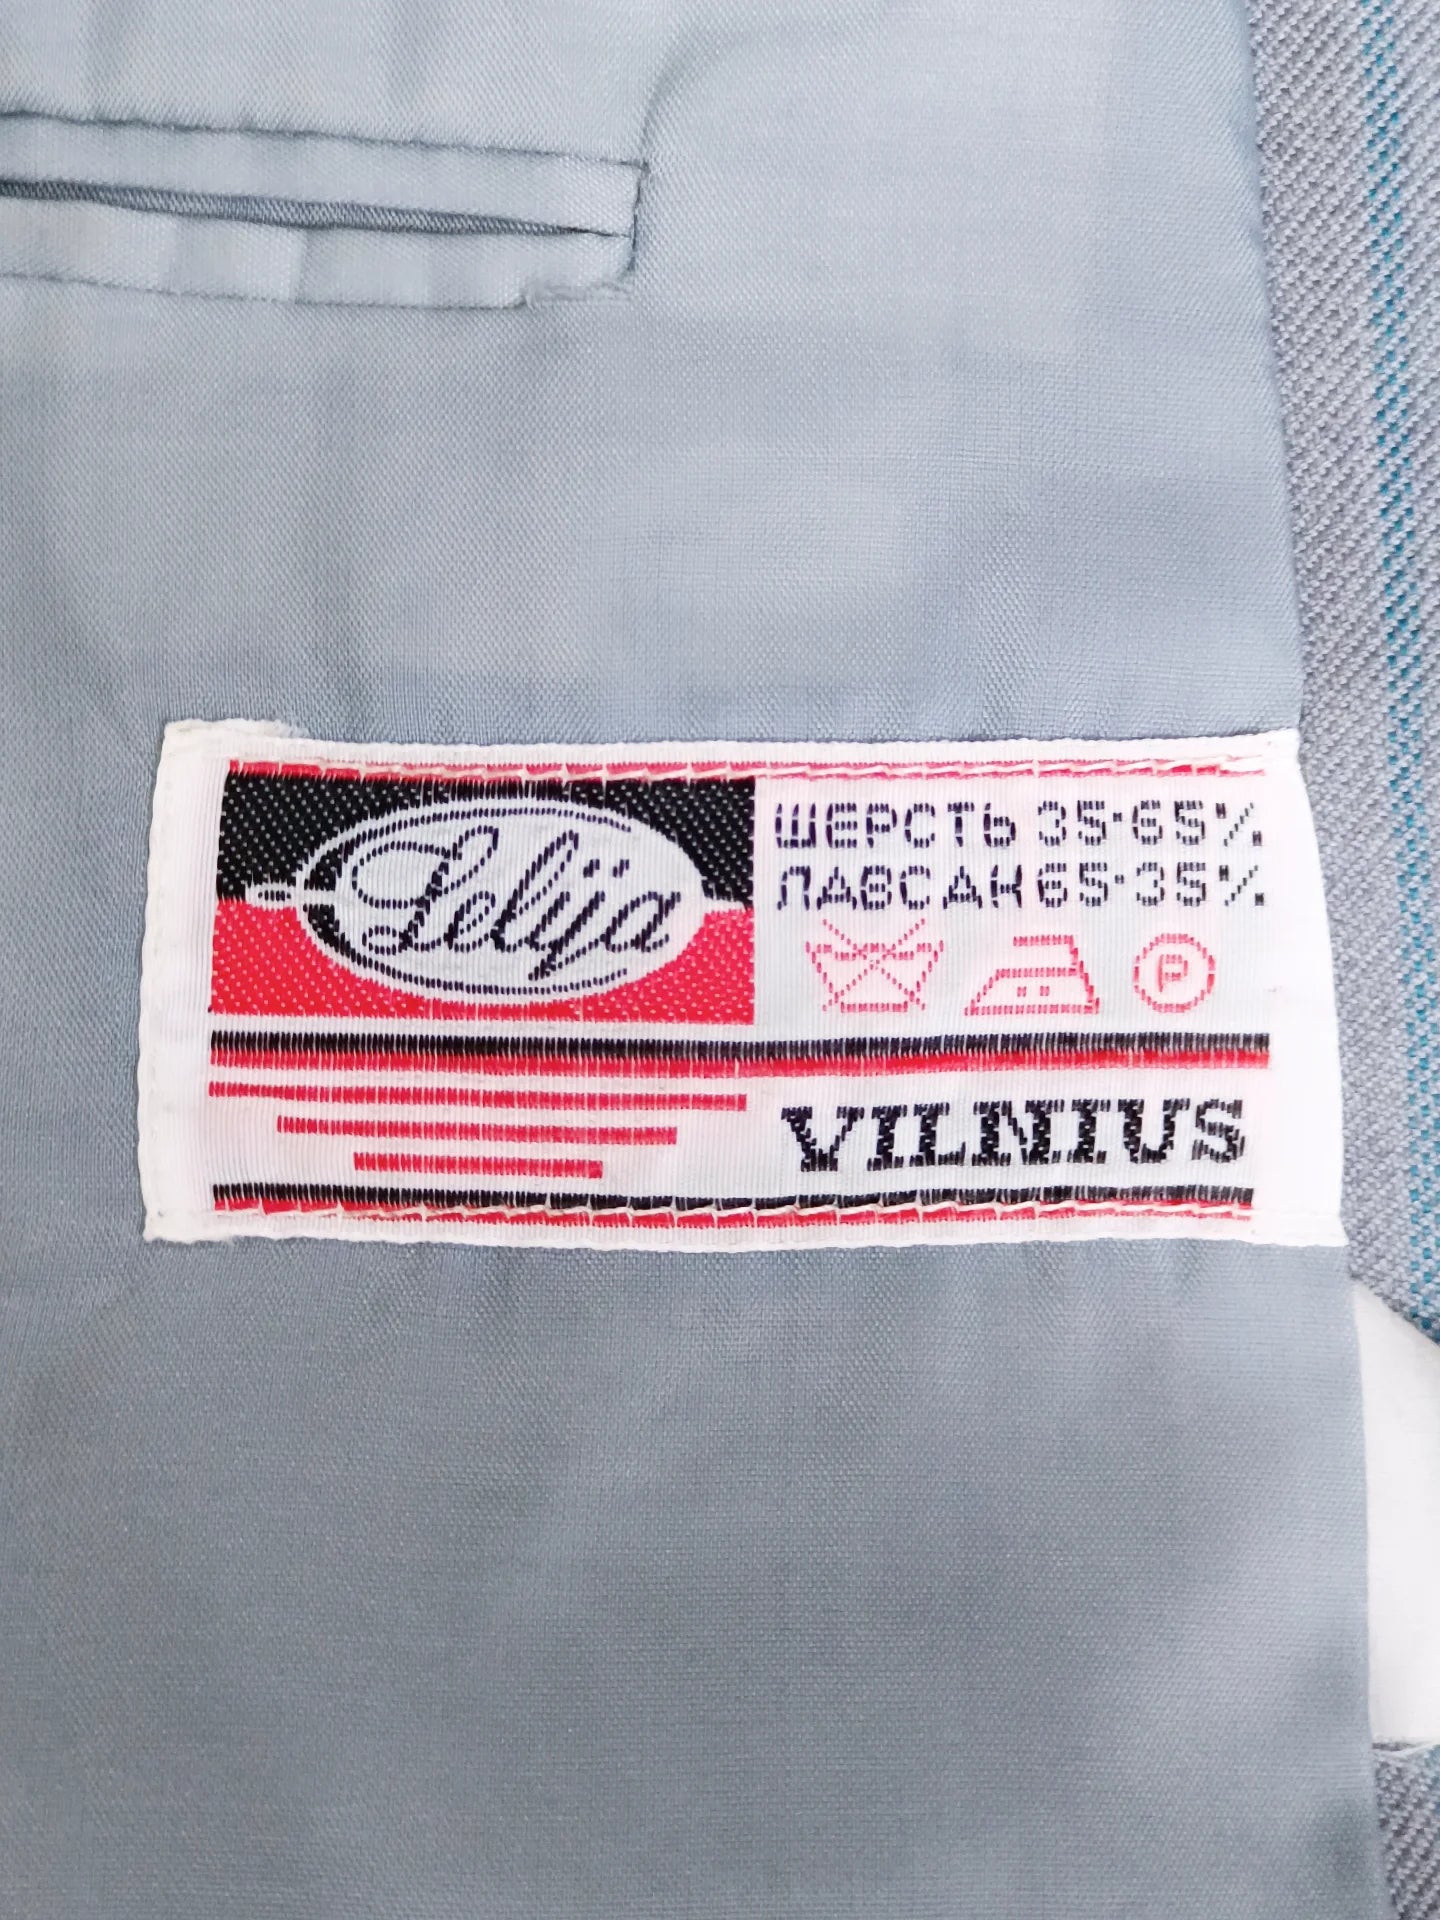 Lelija
ШЕРСТЬ 35·65%
ЛАВСАН 65·35%
P
VILNIUS